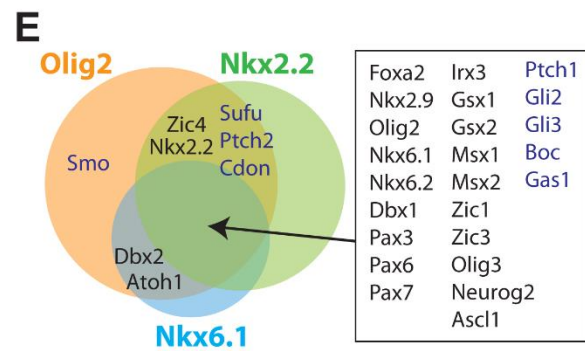 E
Olig2
Nkx2.2
Zic4
Nkx2.2
Sufu
Ptch2
Cdon
Smo
Dbx2
Atoh1
Nkx6.1
Foxa2 Irx3 Ptch1
Nkx2.9 Gsx1 Gli2
Olig2 Gsx2 Gli3
Nkx6.1 Msx1 Boc
Nkx6.2 Msx2 Gas1
Dbx1 Zic1
Pax3 Zic3
Pax6 Olig3
Pax7 Neurog2
Ascl1